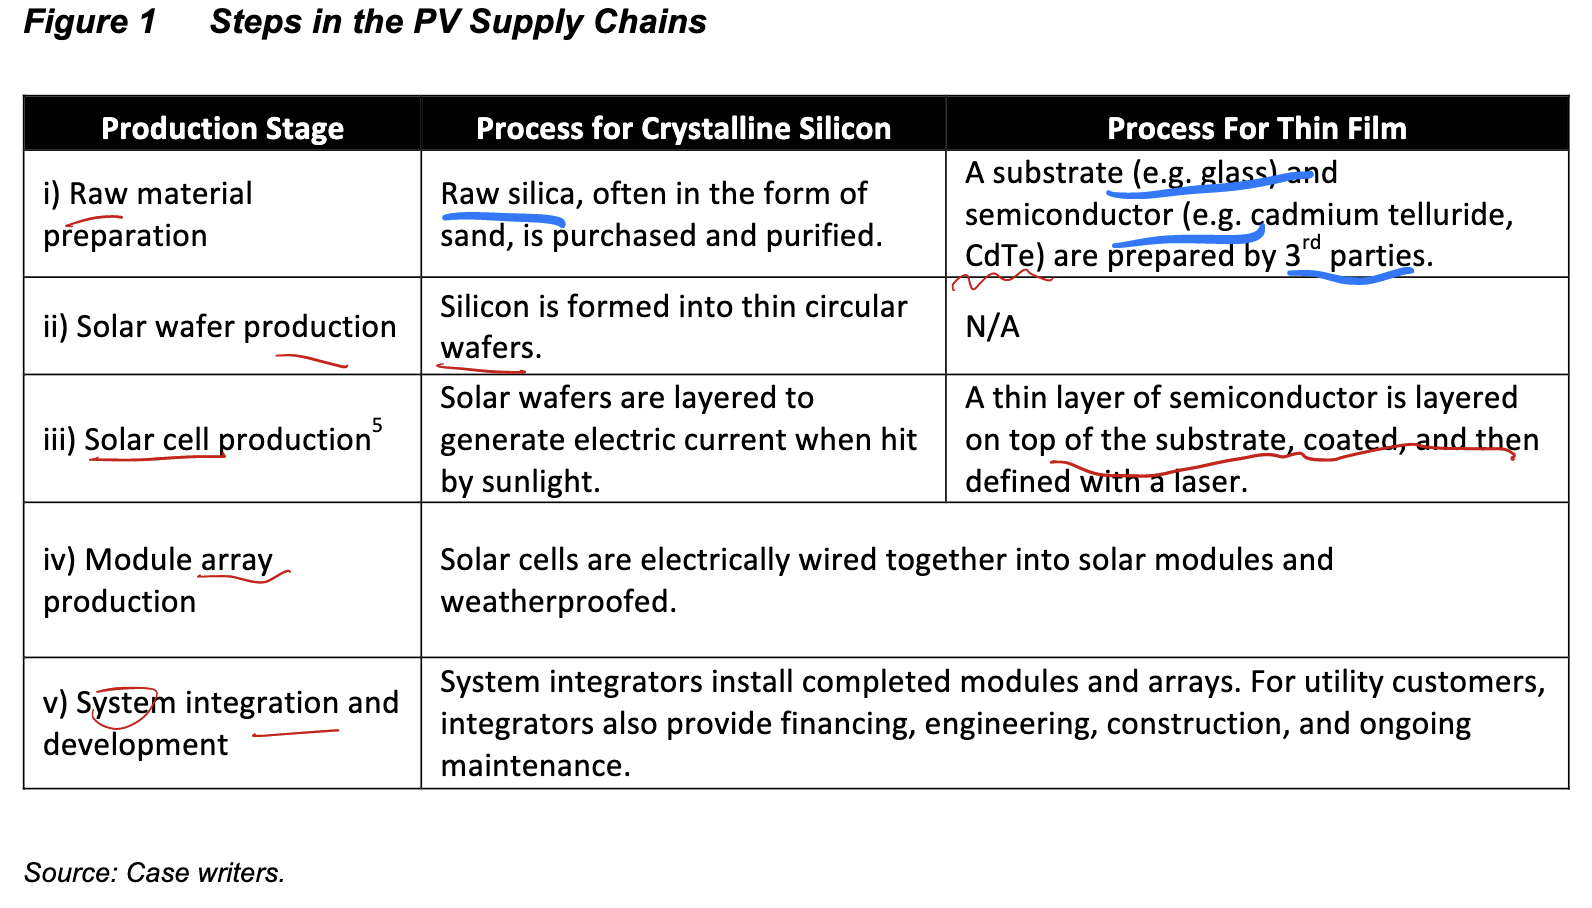 Figure 1 Steps in the PV Supply Chains
Production Stage
Process for Crystalline Silicon
Process For Thin Film
i) Raw material
preparation
Raw silica, often in the form of
sand, is purchased and purified.
A substrate (e.g. glass) and
semiconductor (e.g. cadmium telluride,
CdTe) are prepared by 3rd parties.
ii) Solar wafer production
Silicon is formed into thin circular
wafers.
N/A
iii) Solar cell production5
Solar wafers are layered to
generate electric current when hit
by sunlight.
A thin layer of semiconductor is layered
on top of the substrate, coated, and then
defined with a laser.
iv) Module array
production
Solar cells are electrically wired together into solar modules and
weatherproofed.
v) System integration and
development
System integrators install completed modules and arrays. For utility customers,
integrators also provide financing, engineering, construction, and ongoing
maintenance.
Source: Case writers.